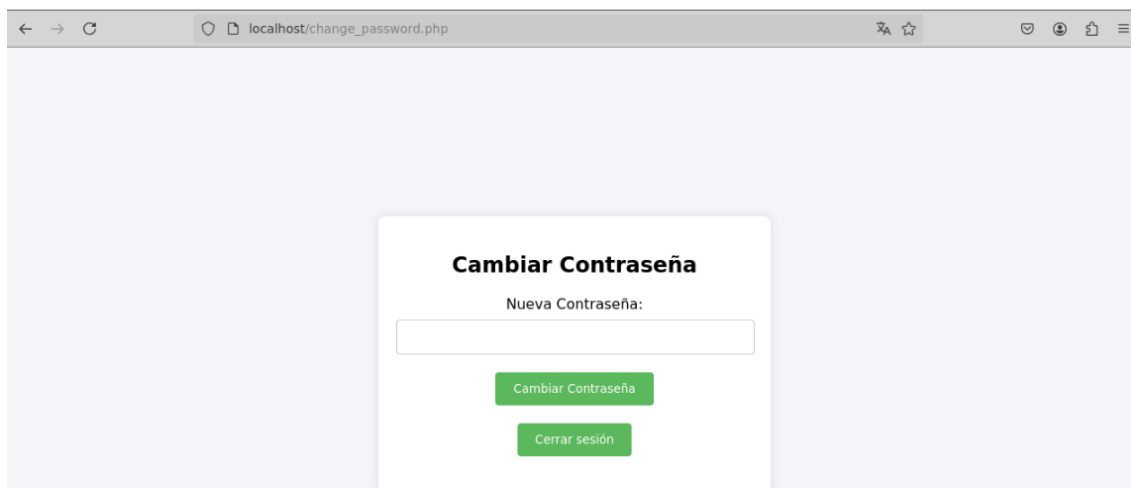 localhost/change_password.php
Cambiar Contraseña
Nueva Contraseña:
Cambiar Contraseña
Cerrar sesión